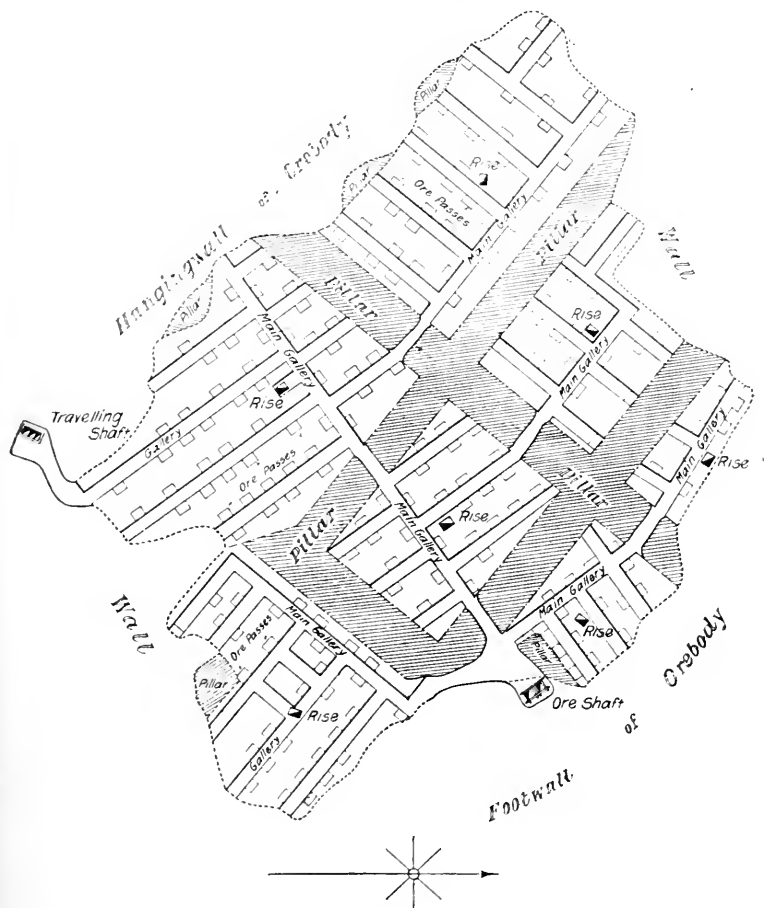 Pillar
Hangingwall of Orebody
Pillar
Rise
Ore Passes
Main Gallery
Pillar
Wall
Pillar
Pillar
Rise
Main Gallery
Main Gallery
Rise
Travelling
Shaft
Gallery
Ore Passes
Main Gallery
Rise
Pillar
Pillar
Main Gallery
Rise
Wall
Main Gallery
Ore Passes
Main Gallery
Rise
Pillar
Pillar
Rise
Gallery
Ore Shaft
Footwall of Orebody